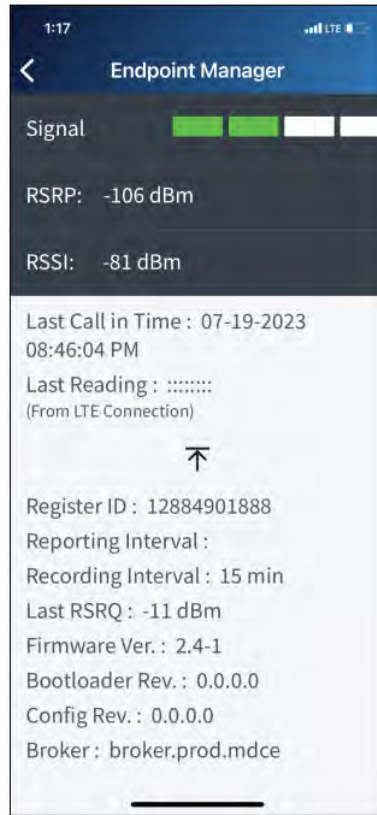 1:17
LTE
Endpoint Manager
Signal
RSRP: -106 dBm
RSSI: -81 dBm
Last Call in Time : 07-19-2023
08:46:04 PM
Last Reading : ::::::::
(From LTE Connection)
Register ID : 12884901888
Reporting Interval :
Recording Interval : 15 min
Last RSRQ : -11 dBm
Firmware Ver. : 2.4-1
Bootloader Rev. : 0.0.0.0
Config Rev. : 0.0.0.0
Broker : broker.prod.mdce